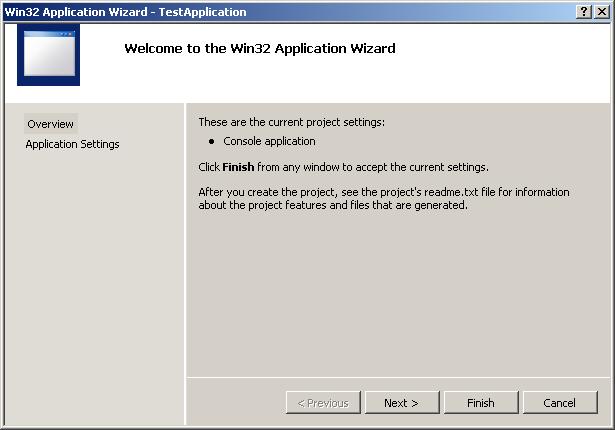 Win32 Application Wizard - TestApplication
Welcome to the Win32 Application Wizard
Overview
Application Settings
These are the current project settings:
• Console application
Click Finish from any window to accept the current settings.
After you create the project, see the project's readme.txt file for information
about the project features and files that are generated.
< Previous
Next >
Finish
Cancel